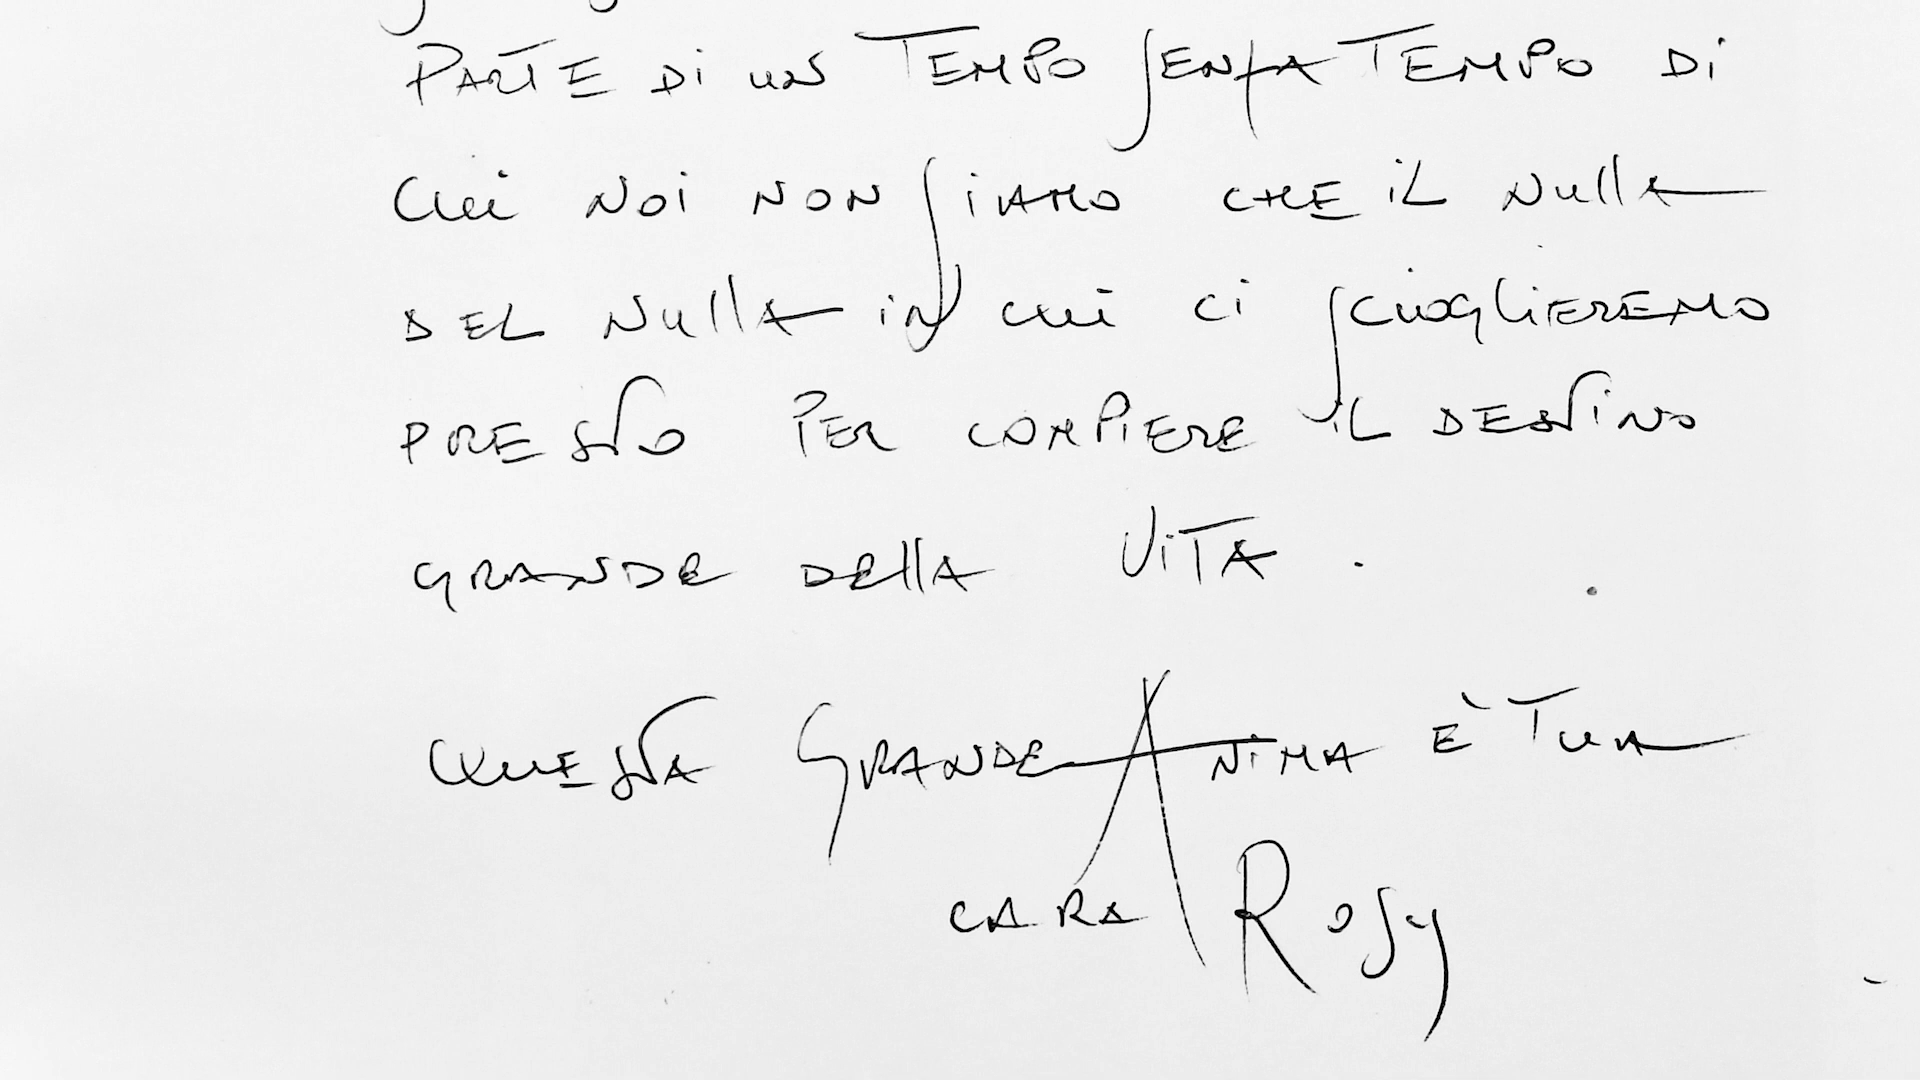 PARTE DI UN TEMPO SENZA TEMPO DI
CUI NOI NON SIAMO CHE IL NULLA
DEL NULLA IN CUI CI SCIOGLIEREMO
PRESTO PER COMPIERE IL DESTINO
GRANDE DELLA VITA.
QUESTA GRANDE ANIMA È TUA
CARA ROSY